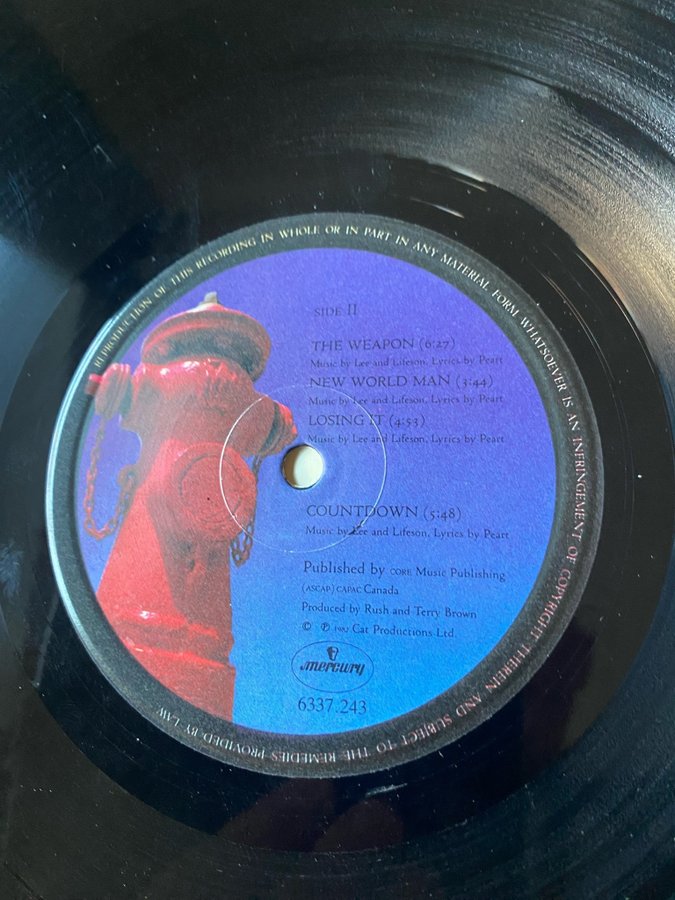 REPRODUCTION OF THIS RECORDING IN WHOLE OR IN PART IN ANY MATERIAL FORM WHATSOEVER IS AN INFRINGEMENT OF COPYRIGHT THEREIN AND SUBJECT TO THE REMEDIES PROVIDED BY LAW
SIDE II
THE WEAPON (6:27)
Music by Lee and Lifeson, Lyrics by Peart
NEW WORLD MAN (3:44)
Music by Lee and Lifeson, Lyrics by Peart
LOSING IT (4:53)
Music by Lee and Lifeson, Lyrics by Peart
COUNTDOWN (5:48)
Music by Lee and Lifeson, Lyrics by Peart
Published by CORE Music Publishing
(ASCAP) CAPAC Canada
Produced by Rush and Terry Brown
© ℗ 1982 Cat Productions Ltd.
mercury
6337.243